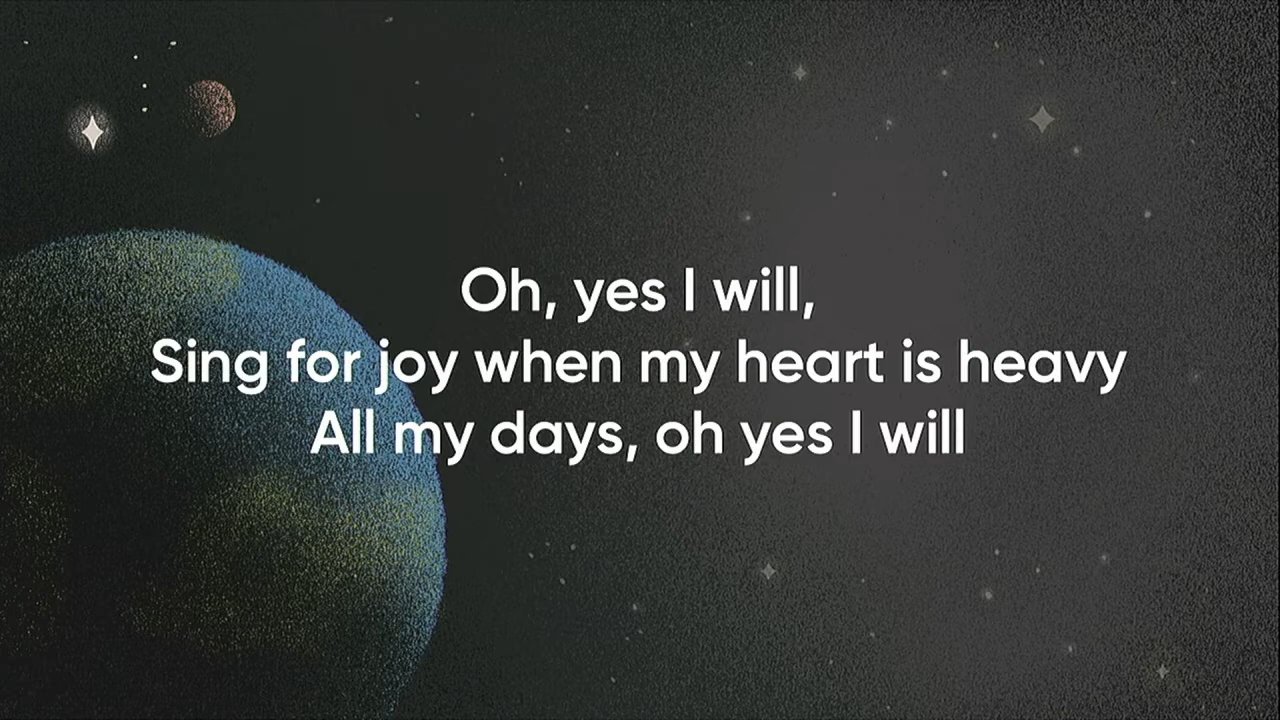 Oh, yes I will,
Sing for joy when my heart is heavy
All my days, oh yes I will